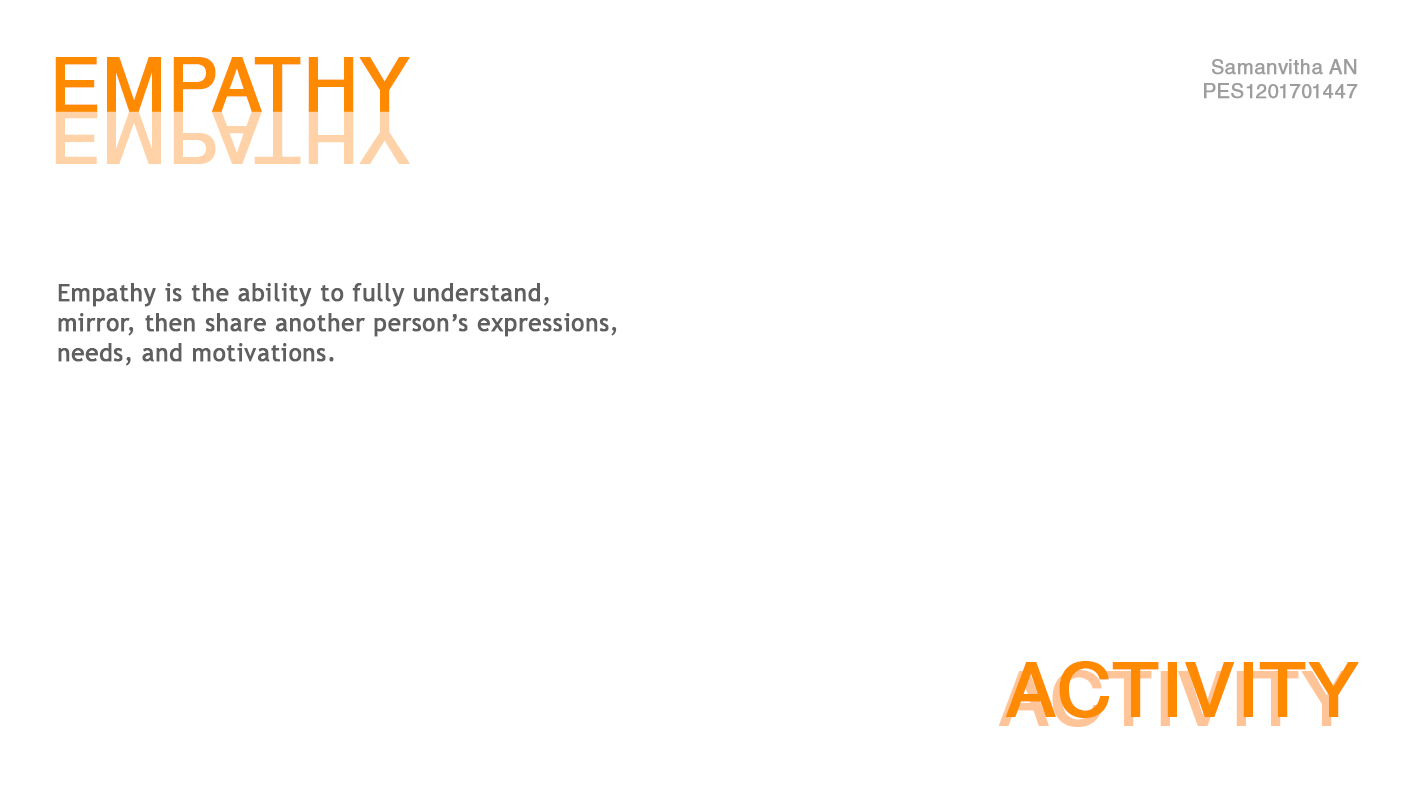 EMPATHY
Samanvitha AN
PES1201701447
Empathy is the ability to fully understand,
mirror, then share another person’s expressions,
needs, and motivations.
ACTIVITY